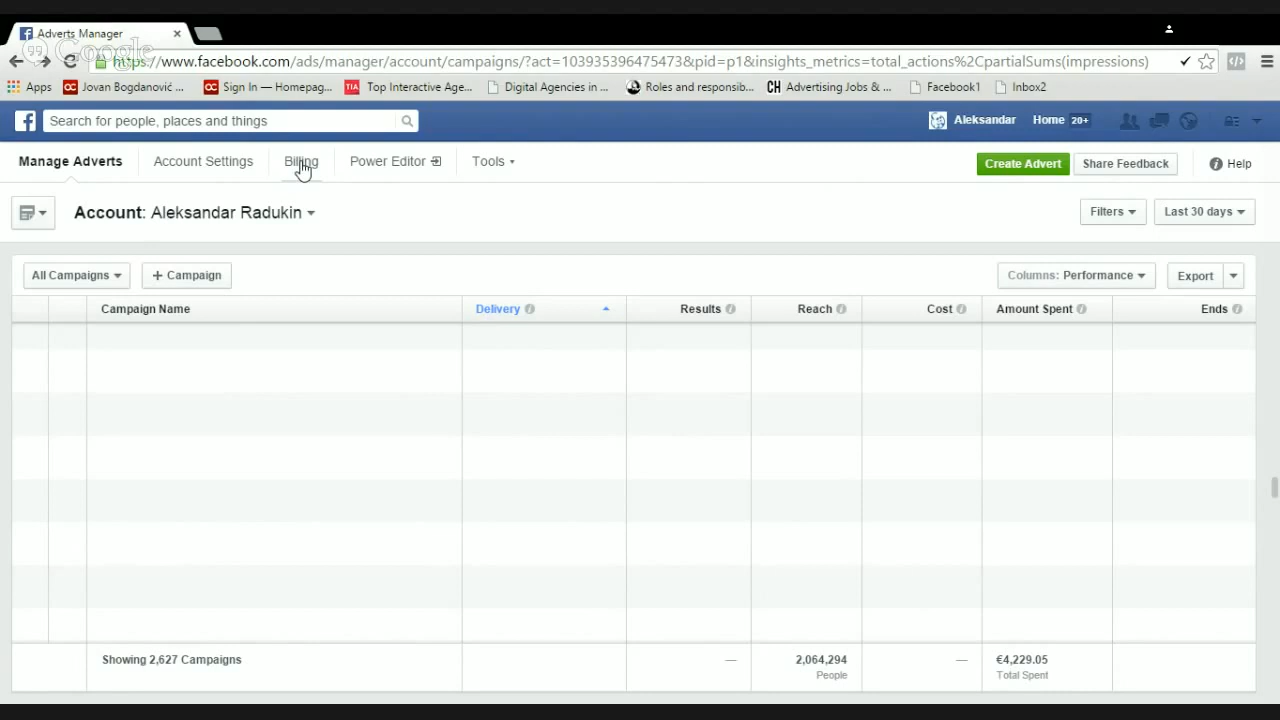 Adverts Manager
Google
https://www.facebook.com/ads/manager/account/campaigns/?act=103935396475473&pid=p1&insights_metrics=total_actions%2CpatialSums(impressions)
Apps Jovan Bogdanović ... Sign In — Homepag... TIA Top Interactive Age... Digital Agencies in ... Roles and responsib... CH Advertising Jobs & ... Facebook1 Inbox2
Search for people, places and things Aleksandar Home 20+
Manage Adverts Account Settings Billing Power Editor Tools Create Advert Share Feedback Help
Account: Aleksandar Radukin Filters Last 30 days
All Campaigns + Campaign Columns: Performance Export
Campaign Name Delivery Results Reach Cost Amount Spent Ends
Showing 2,627 Campaigns — 2,064,294 — €4,229.05
People Total Spent